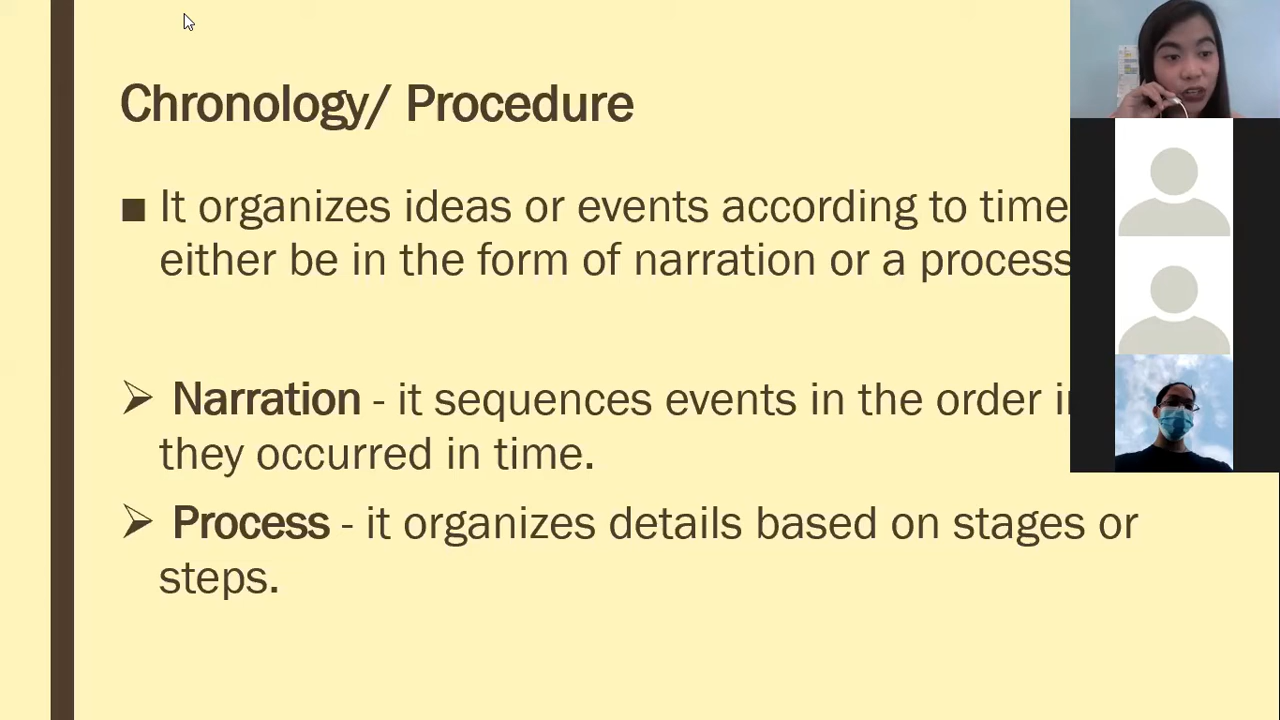 Chronology/ Procedure
■ It organizes ideas or events according to time
either be in the form of narration or a process
➢ Narration - it sequences events in the order
they occurred in time.
➢ Process - it organizes details based on stages or
steps.